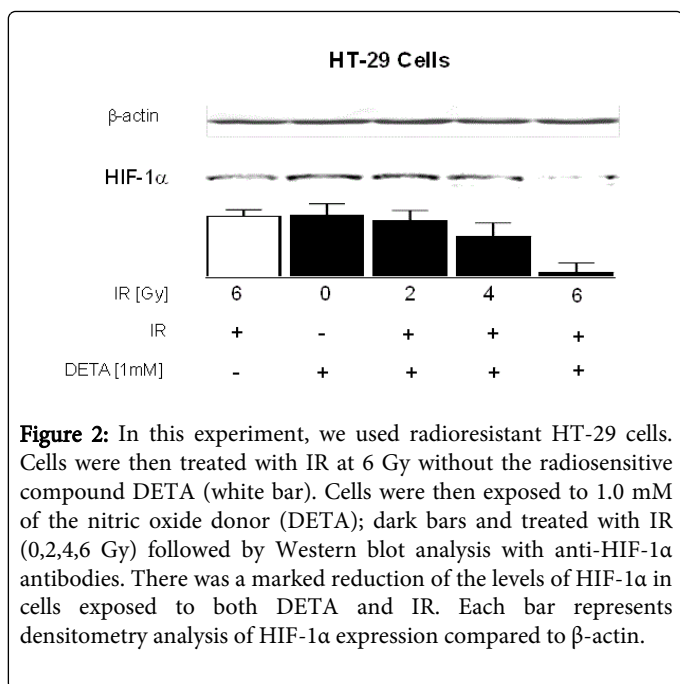 HT-29 Cells
β-actin
HIF-1α
IR [Gy] 6 0 2 4 6
IR + - + + +
DETA [1mM] - + + + +
Figure 2: In this experiment, we used radioresistant HT-29 cells.
Cells were then treated with IR at 6 Gy without the radiosensitive
compound DETA (white bar). Cells were then exposed to 1.0 mM
of the nitric oxide donor (DETA); dark bars and treated with IR
(0,2,4,6 Gy) followed by Western blot analysis with anti-HIF-1α
antibodies. There was a marked reduction of the levels of HIF-1α in
cells exposed to both DETA and IR. Each bar represents
densitometry analysis of HIF-1α expression compared to β-actin.